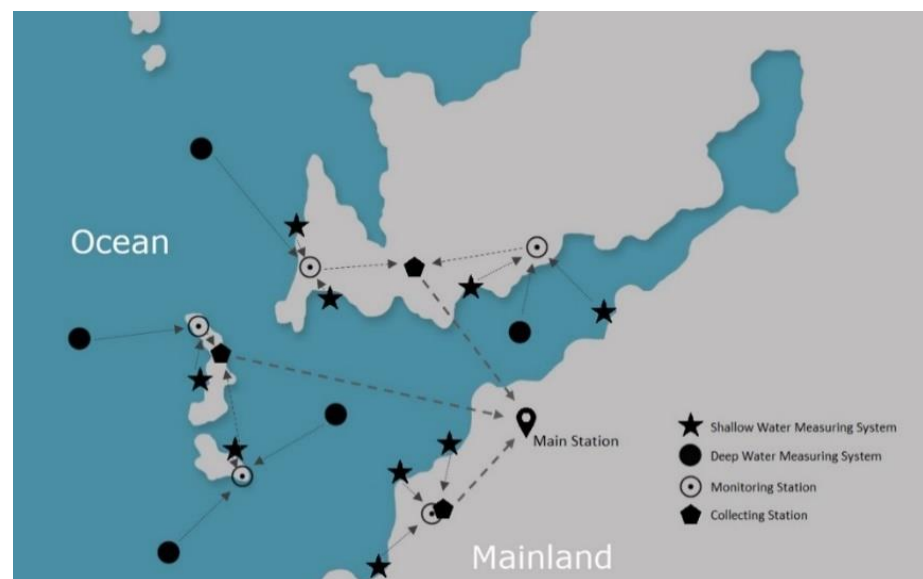 Ocean
Main Station
Shallow Water Measuring System
Deep Water Measuring System
Monitoring Station
Collecting Station
Mainland